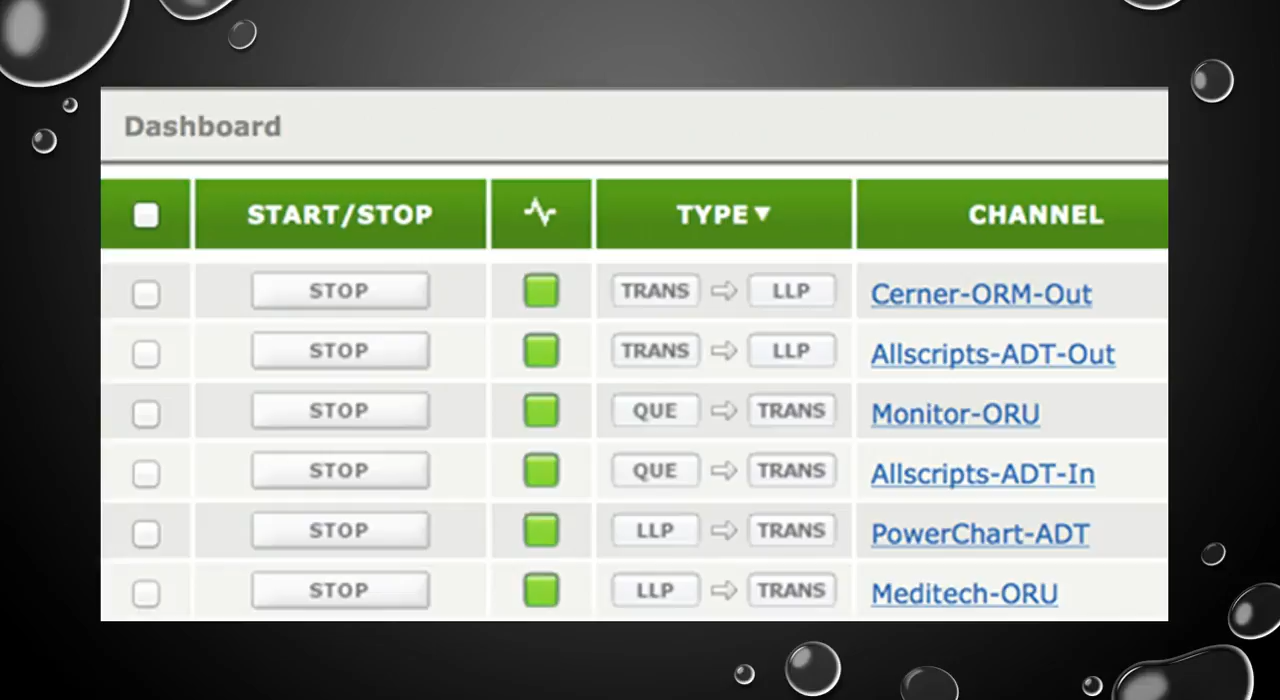 Dashboard
START/STOP TYPE▼ CHANNEL
STOP TRANS ⇨ LLP Cerner-ORM-Out
STOP TRANS ⇨ LLP Allscripts-ADT-Out
STOP QUE ⇨ TRANS Monitor-ORU
STOP QUE ⇨ TRANS Allscripts-ADT-In
STOP LLP ⇨ TRANS PowerChart-ADT
STOP LLP ⇨ TRANS Meditech-ORU